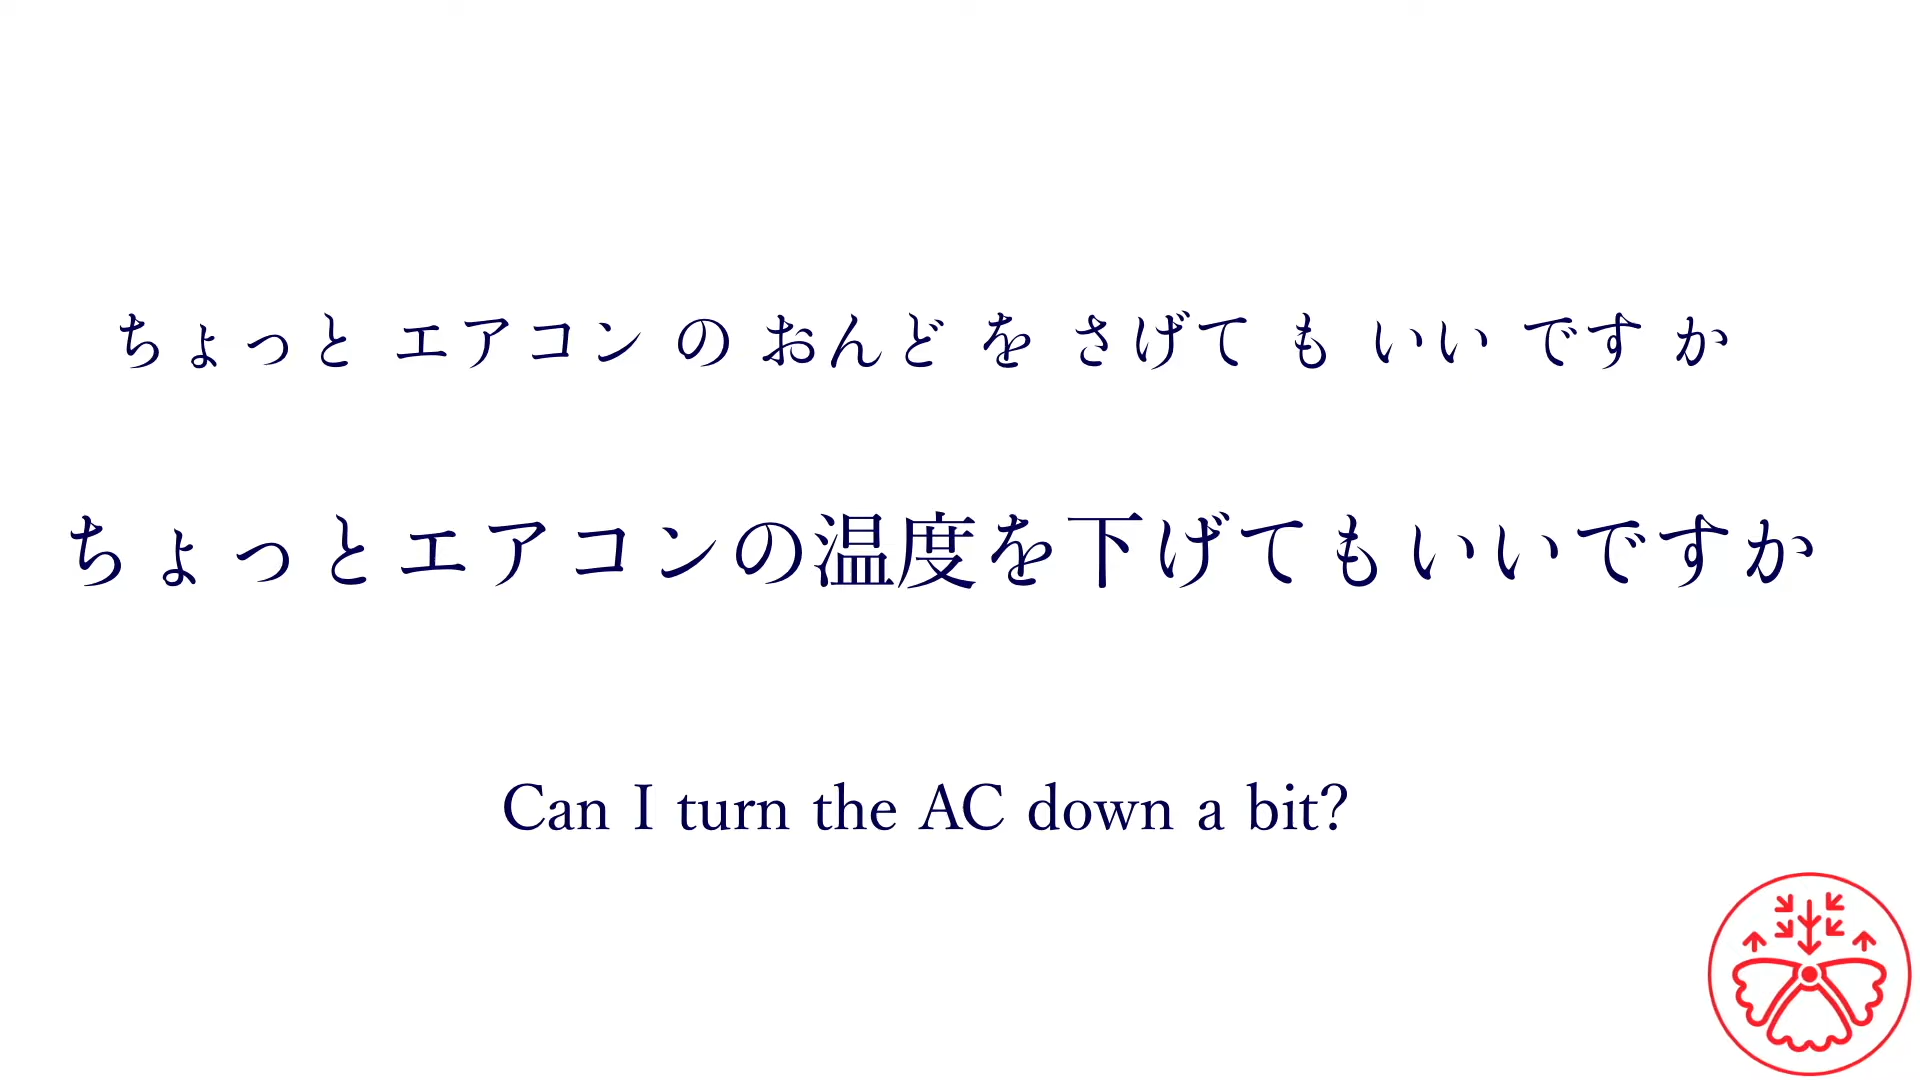 ちょっと エアコン の おんど を さげて も いい です か
ちょっとエアコンの温度を下げてもいいですか
Can I turn the AC down a bit?